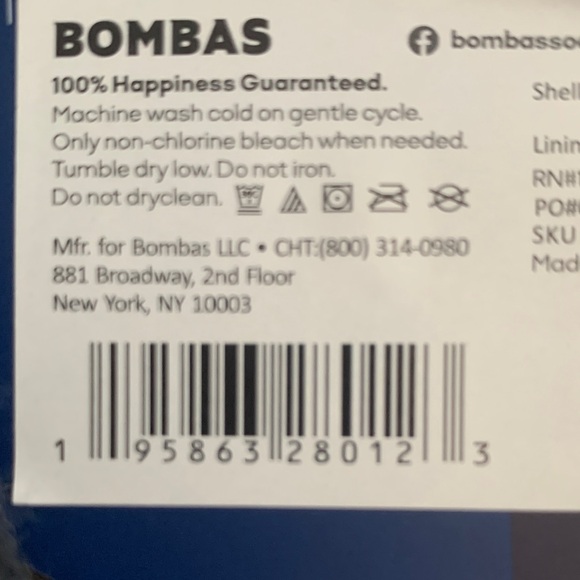 BOMBAS
bombasso
100% Happiness Guaranteed.
Machine wash cold on gentle cycle.
Only non-chlorine bleach when needed.
Tumble dry low. Do not iron.
Do not dryclean.
Mfr. for Bombas LLC • CHT:(800) 314-0980
881 Broadway, 2nd Floor
New York, NY 10003
Shell
Linin
RN#
PO#
SKU
Mad
1 95863 28012 3